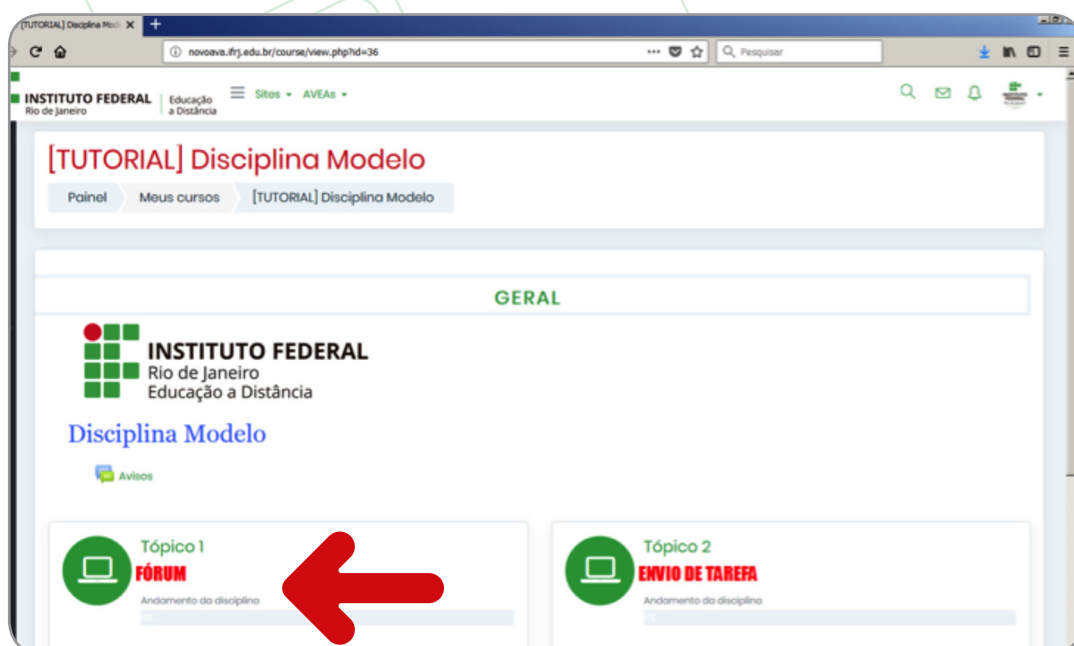 [TUTORIAL] Disciplina Mod
novoava.ifrj.edu.br/course/view.php?id=36
Pesquisar
INSTITUTO FEDERAL
Rio de Janeiro
Educação
a Distância
Sites
AVEAs
[TUTORIAL] Disciplina Modelo
Painel
Meus cursos
[TUTORIAL] Disciplina Modelo
GERAL
INSTITUTO FEDERAL
Rio de Janeiro
Educação a Distância
Disciplina Modelo
Avisos
Tópico 1
FÓRUM
Andamento da disciplina
Tópico 2
ENVIO DE TAREFA
Andamento da disciplina